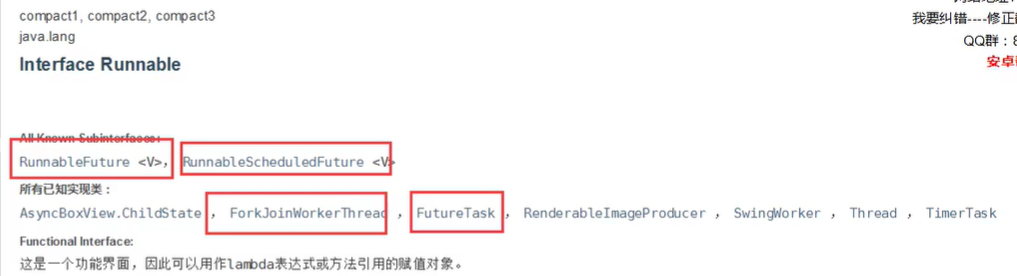 compact1, compact2, compact3
java.lang
我要纠错----修正
QQ群：8
安卓
Interface Runnable
All Known Subinterfaces:
RunnableFuture <V>， RunnableScheduledFuture <V>
所有已知实现类：
AsyncBoxView.ChildState ， ForkJoinWorkerThread ， FutureTask ， RenderableImageProducer ， SwingWorker ， Thread ， TimerTask
Functional Interface:
这是一个功能界面，因此可以用作lambda表达式或方法引用的赋值对象。